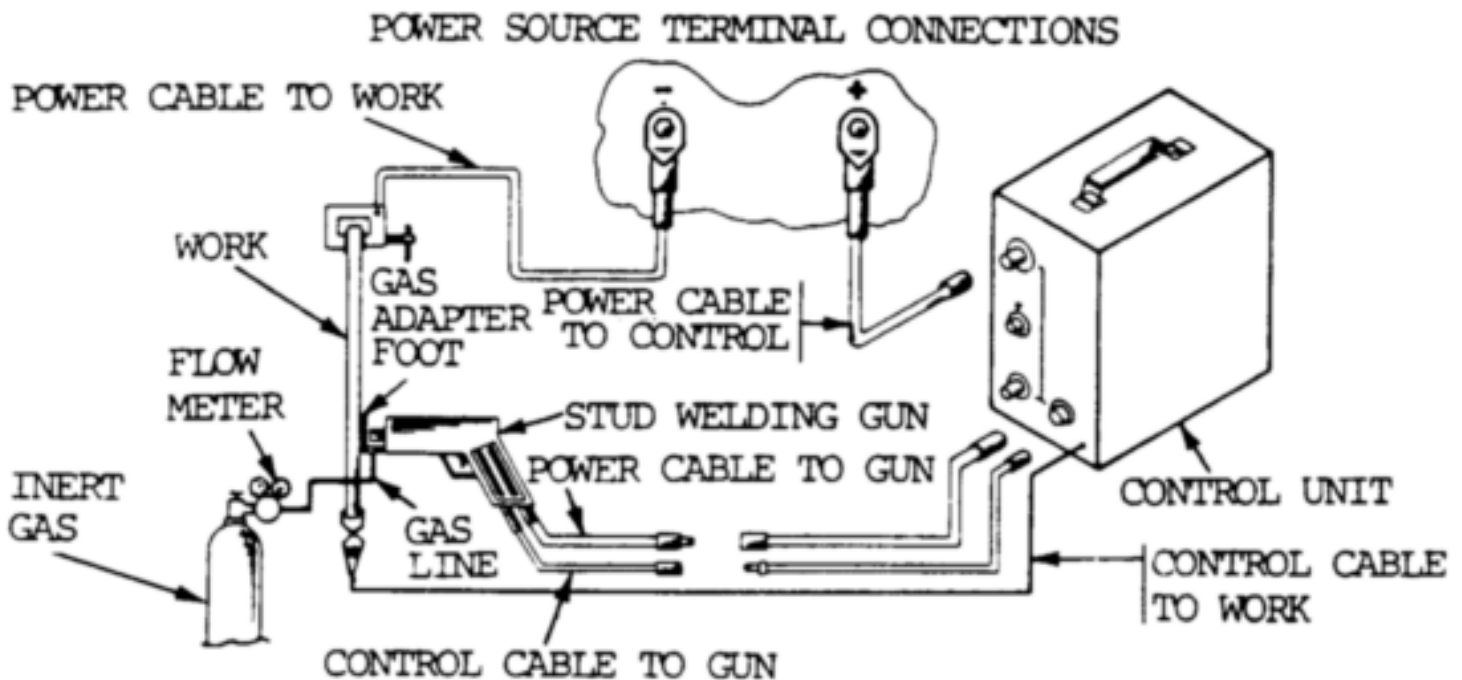 POWER SOURCE TERMINAL CONNECTIONS
POWER CABLE TO WORK
-
+
WORK
GAS
ADAPTER
FOOT
POWER CABLE
TO CONTROL
FLOW
METER
STUD WELDING GUN
POWER CABLE TO GUN
INERT
GAS
GAS
LINE
CONTROL UNIT
CONTROL CABLE
TO WORK
CONTROL CABLE TO GUN